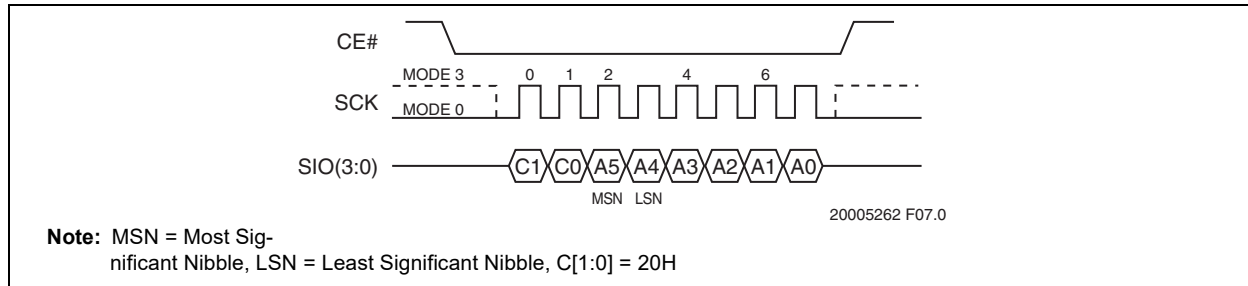 CE#
MODE 3 0 1 2 4 6
SCK
MODE 0
SIO(3:0) C1 C0 A5 A4 A3 A2 A1 A0
MSN LSN
20005262 F07.0
Note: MSN = Most Sig-
nificant Nibble, LSN = Least Significant Nibble, C[1:0] = 20H